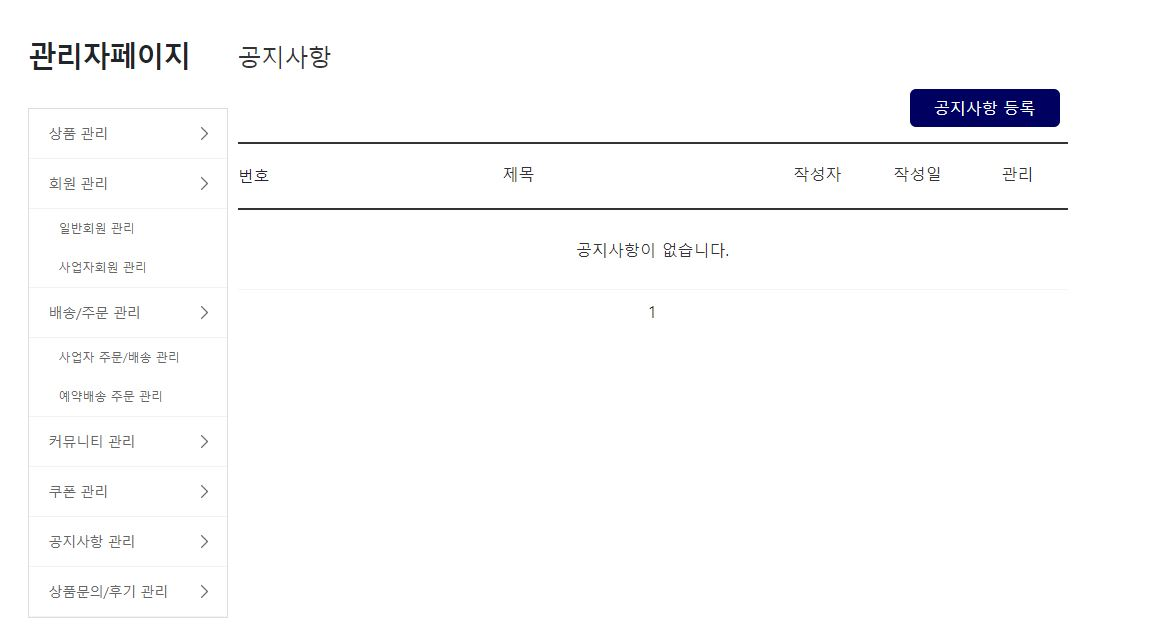 관리자페이지
상품 관리
회원 관리
일반회원 관리
사업자회원 관리
배송/주문 관리
사업자 주문/배송 관리
예약배송 주문 관리
커뮤니티 관리
쿠폰 관리
공지사항 관리
상품문의/후기 관리
공지사항
공지사항 등록
번호 제목 작성자 작성일 관리
공지사항이 없습니다.
1